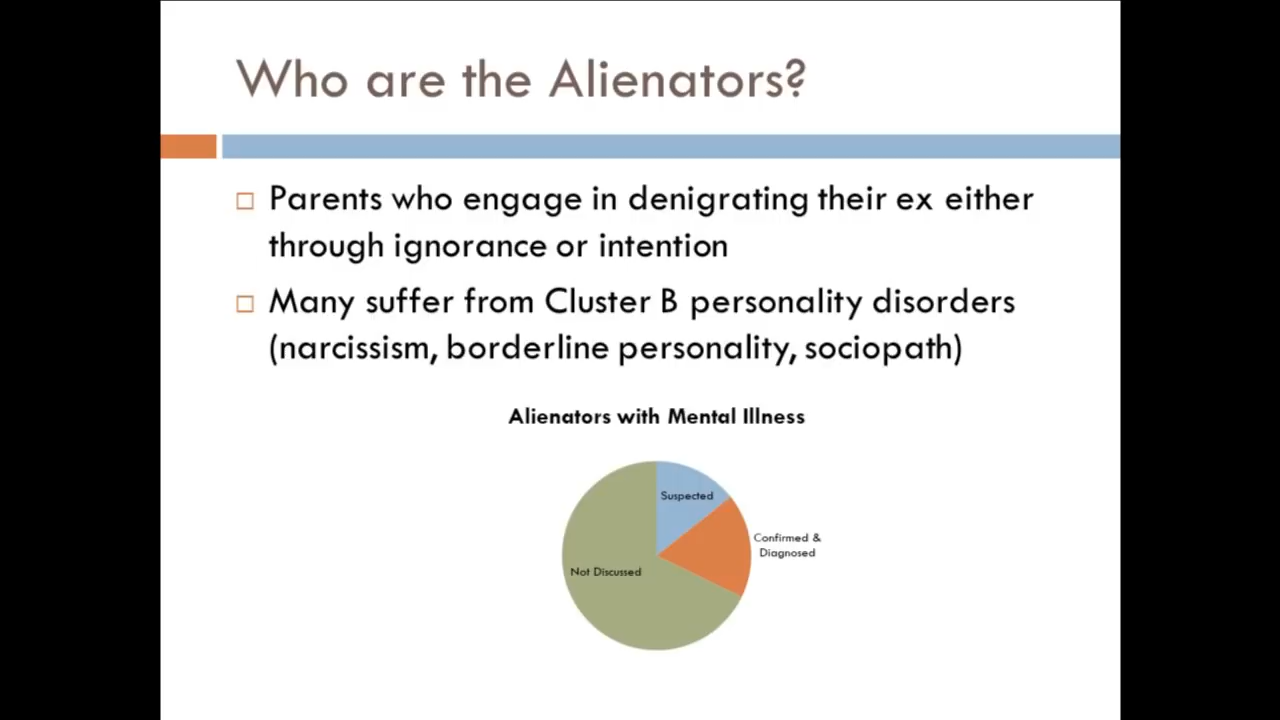 Who are the Alienators?
Parents who engage in denigrating their ex either
through ignorance or intention
Many suffer from Cluster B personality disorders
(narcissism, borderline personality, sociopath)
Alienators with Mental Illness
Suspected
Confirmed &
Diagnosed
Not Discussed